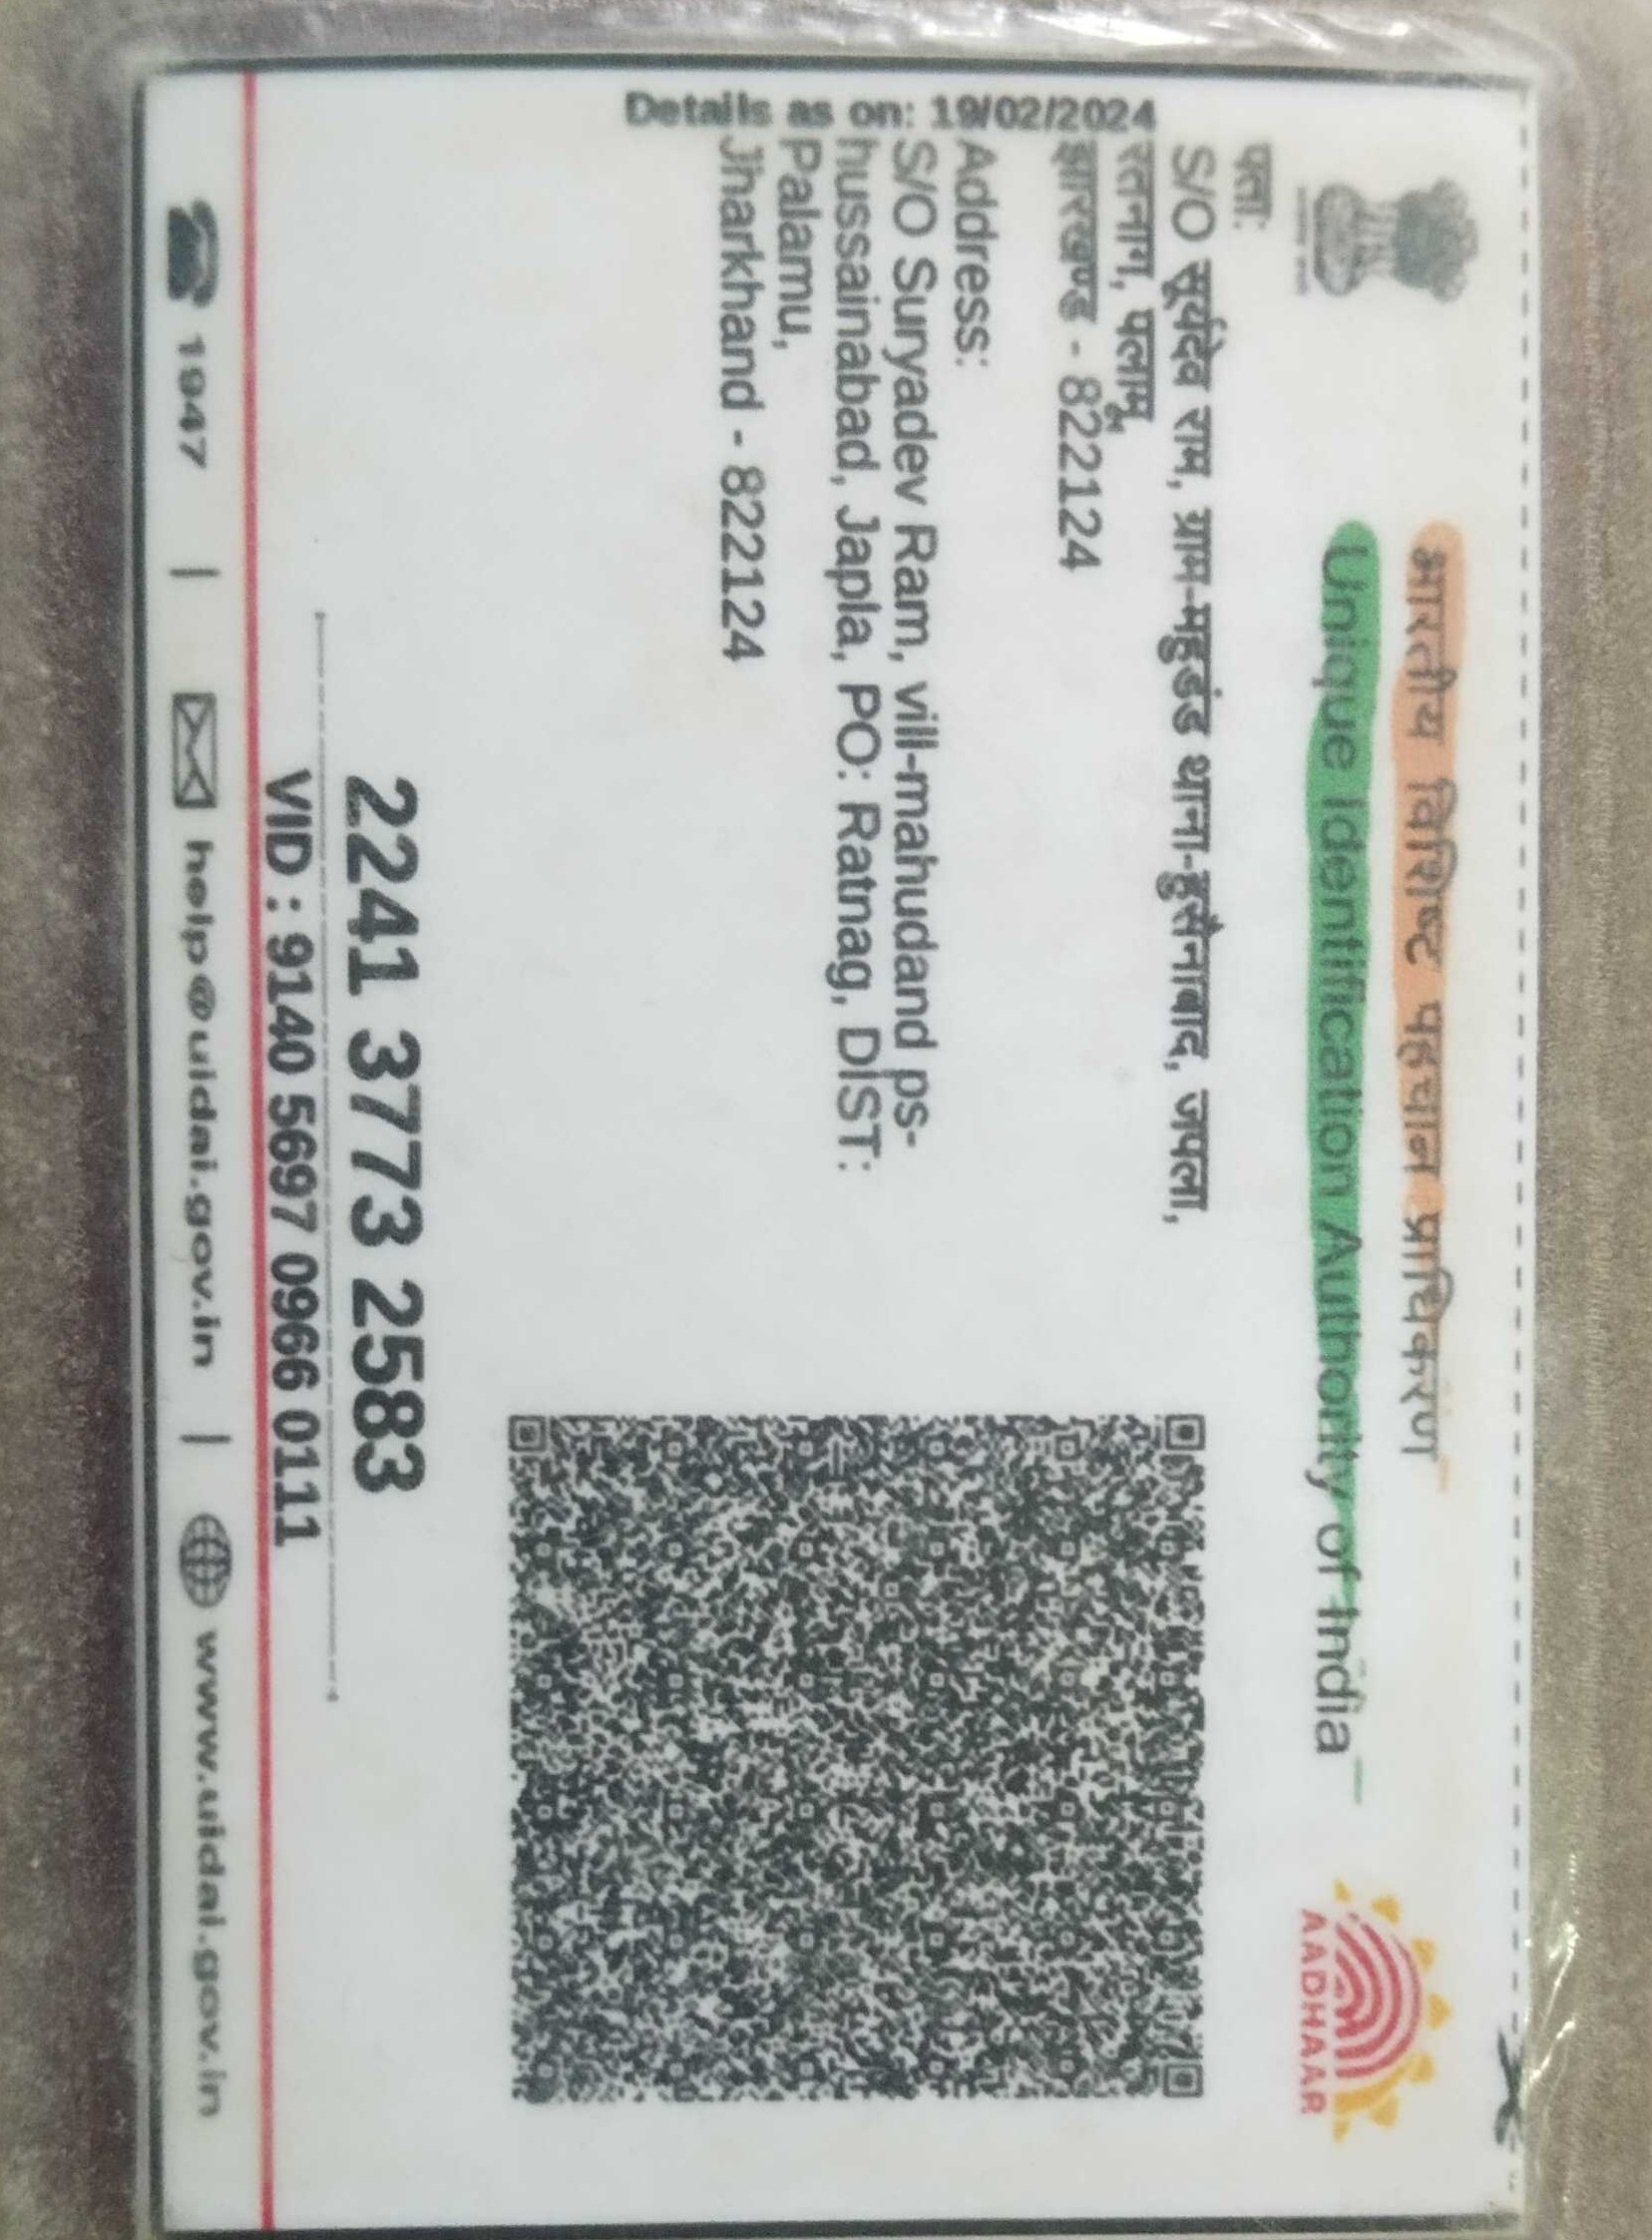 भारतीय विशिष्ट पहचान प्राधिकरण
Unique Identification Authority of India
AADHAAR
Details as on: 19/02/2024
पता:
S/O सूर्यदेव राम, ग्राम-महुडंड थाना-हुसैनाबाद, जपला,
रतनाग, पलामू,
झारखण्ड - 822124
Address:
S/O Suryadev Ram, vill-mahudand ps-
hussainabad, Japla, PO: Ratnag, DIST:
Palamu,
Jharkhand - 822124
2241 3773 2583
VID : 9140 5697 0966 0111
1947 | help@uidai.gov.in | www.uidai.gov.in